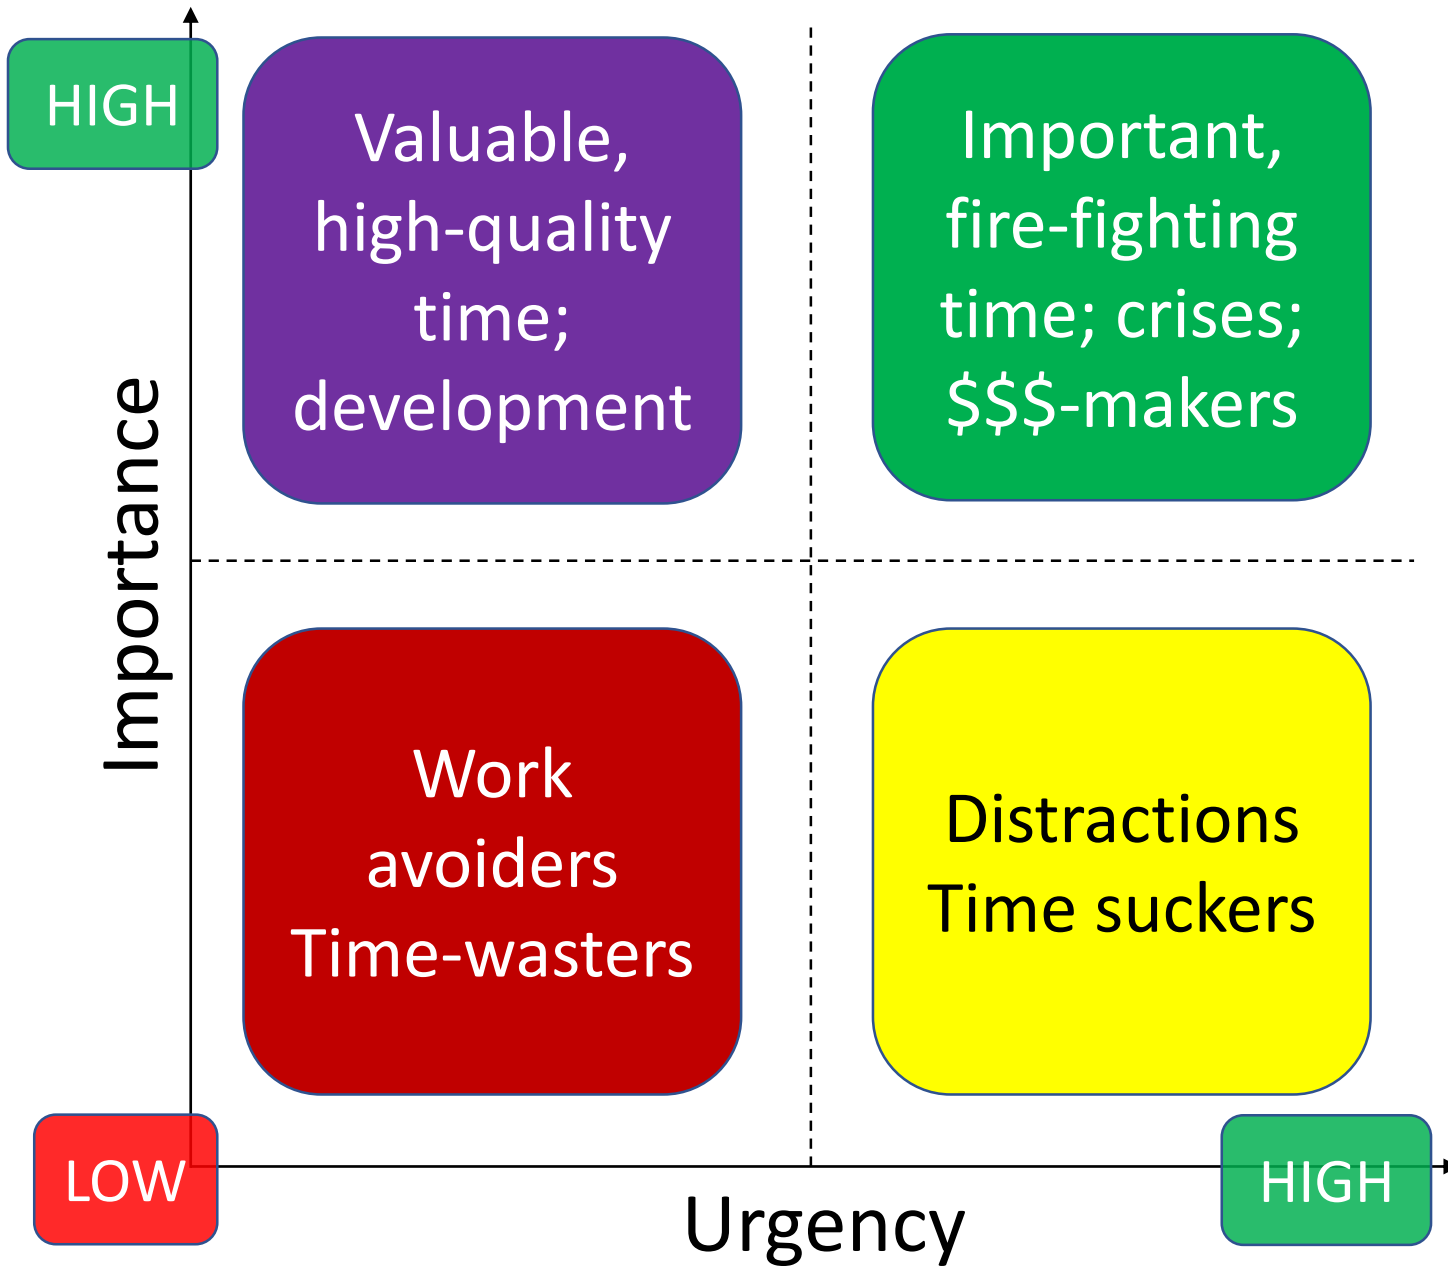 HIGH
Valuable,
high-quality
time;
development
Important,
fire-fighting
time; crises;
$$$-makers
Importance
Work
avoiders
Time-wasters
Distractions
Time suckers
LOW
HIGH
Urgency